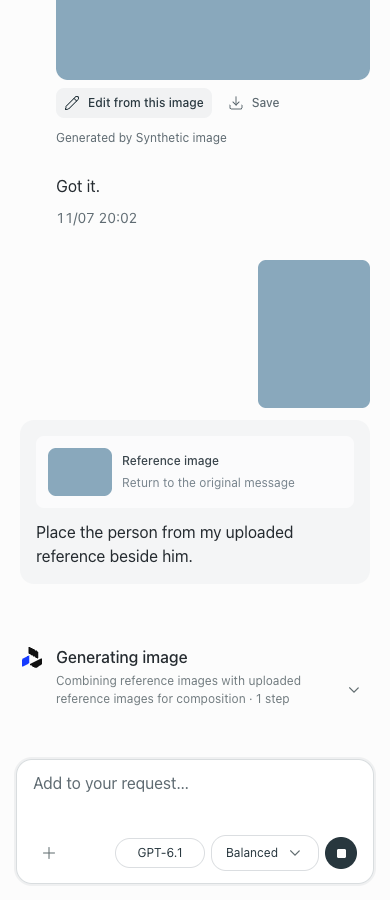 Edit from this image
Save
Generated by Synthetic image
Got it.
11/07 20:02
Reference image
Return to the original message
Place the person from my uploaded
reference beside him.
Generating image
Combining reference images with uploaded
reference images for composition · 1 step
Add to your request...
GPT-6.1
Balanced